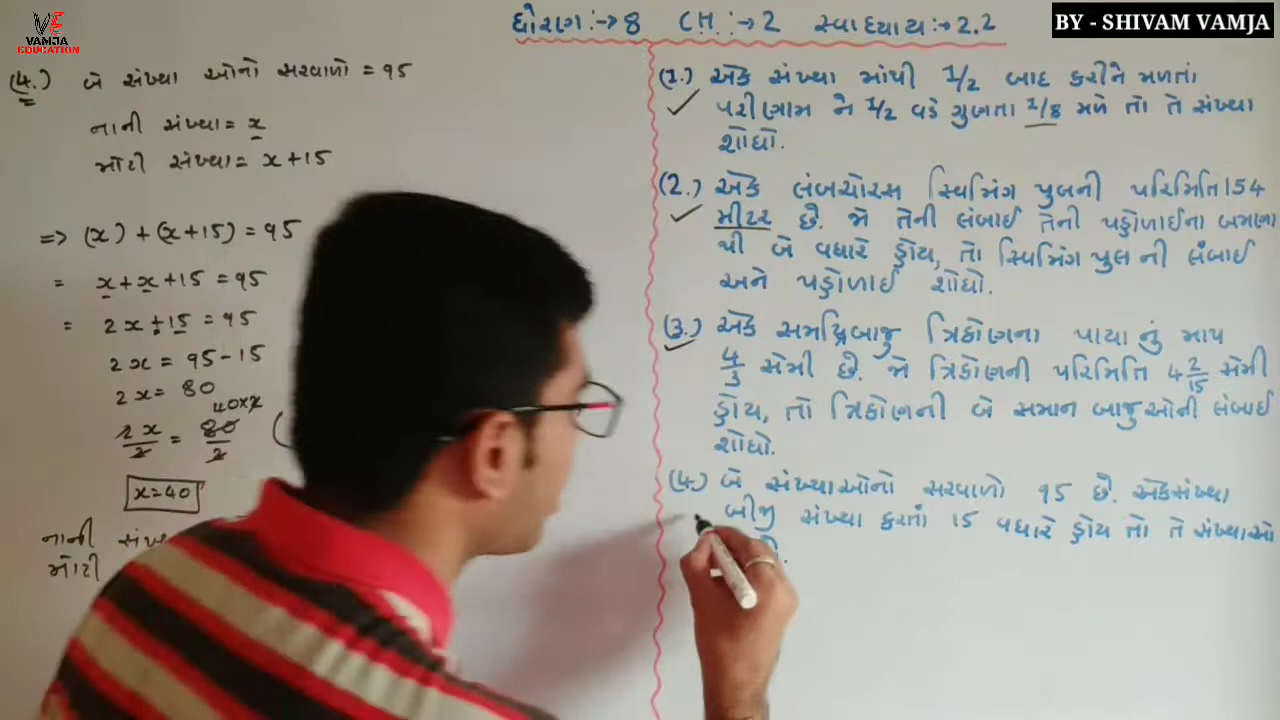 VE
VAMJA
EDUCATION
ધોરણ:→8 CH.:→2 સ્વાધ્યાય:→2.2
BY - SHIVAM VAMJA
(4.) બે સંખ્યા ઓનો સરવાળો = 95
નાની સંખ્યા = x
મોટી સંખ્યા = x + 15
=> (x) + (x+15) = 95
= x + x + 15 = 95
= 2x + 15 = 95
2x = 95 - 15
2x = 80
40×2
2x/2 = 80/2
x=40
નાની
મોટી
(1.) એક સંખ્યા માંથી 1/2 બાદ કરીને મળતાં
પરીણામ ને 1/2 વડે ગુણતા 1/8 મળે તો તે સંખ્યા
શોધો.
(2.) એક લંબચોરસ સ્વિમિંગ પુલની પરિમિતિ 154
મીટર છે. જો તેની લંબાઈ તેની પહોળાઈના બમણા
થી બે વધારે હોય, તો સ્વિમિંગ પુલ ની લંબાઈ
અને પહોળાઈ શોધો.
(3.) એક સમદ્વિબાજુ ત્રિકોણના પાયા નું માપ
4/3 સેમી છે. જો ત્રિકોણની પરિમિતિ 4 2/15 સેમી
હોય, તો ત્રિકોણની બે સમાન બાજુઓની લંબાઈ
શોધો.
(4.) બે સંખ્યાઓનો સરવાળો 95 છે. એક સંખ્યા
બીજી સંખ્યા કરતાં 15 વધારે હોય તો તે સંખ્યાઓ